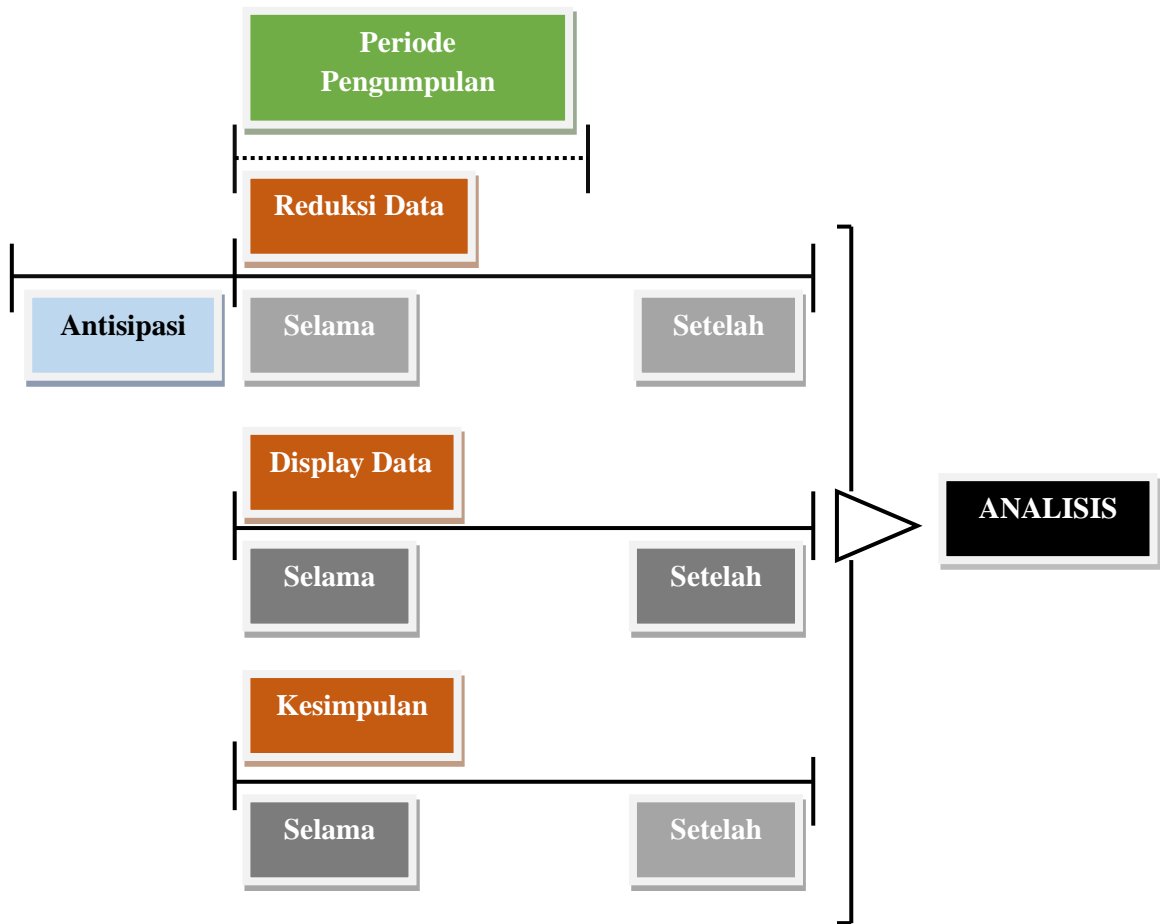 Periode
Pengumpulan
Reduksi Data
Antisipasi
Selama
Setelah
Display Data
ANALISIS
Selama
Setelah
Kesimpulan
Selama
Setelah